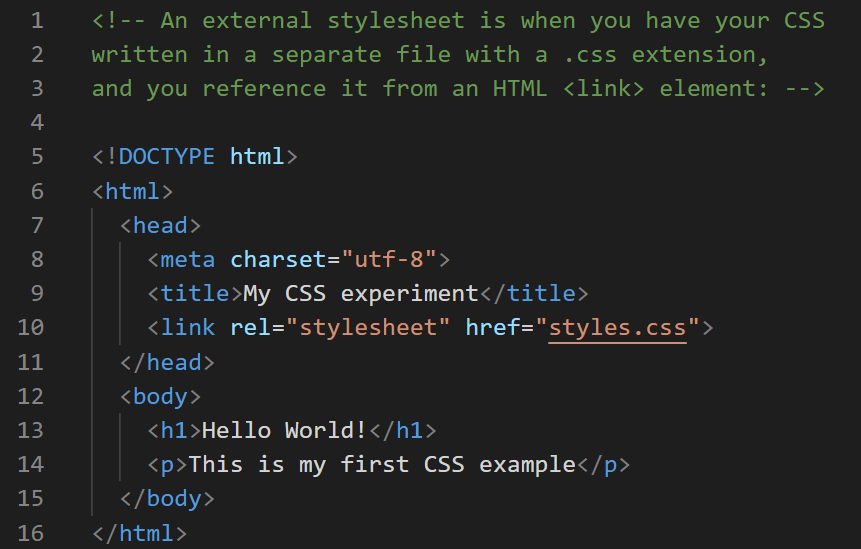 1 <!-- An external stylesheet is when you have your CSS
2 written in a separate file with a .css extension,
3 and you reference it from an HTML <link> element: -->
4
5 <!DOCTYPE html>
6 <html>
7   <head>
8     <meta charset="utf-8">
9     <title>My CSS experiment</title>
10     <link rel="stylesheet" href="styles.css">
11   </head>
12   <body>
13     <h1>Hello World!</h1>
14     <p>This is my first CSS example</p>
15   </body>
16 </html>